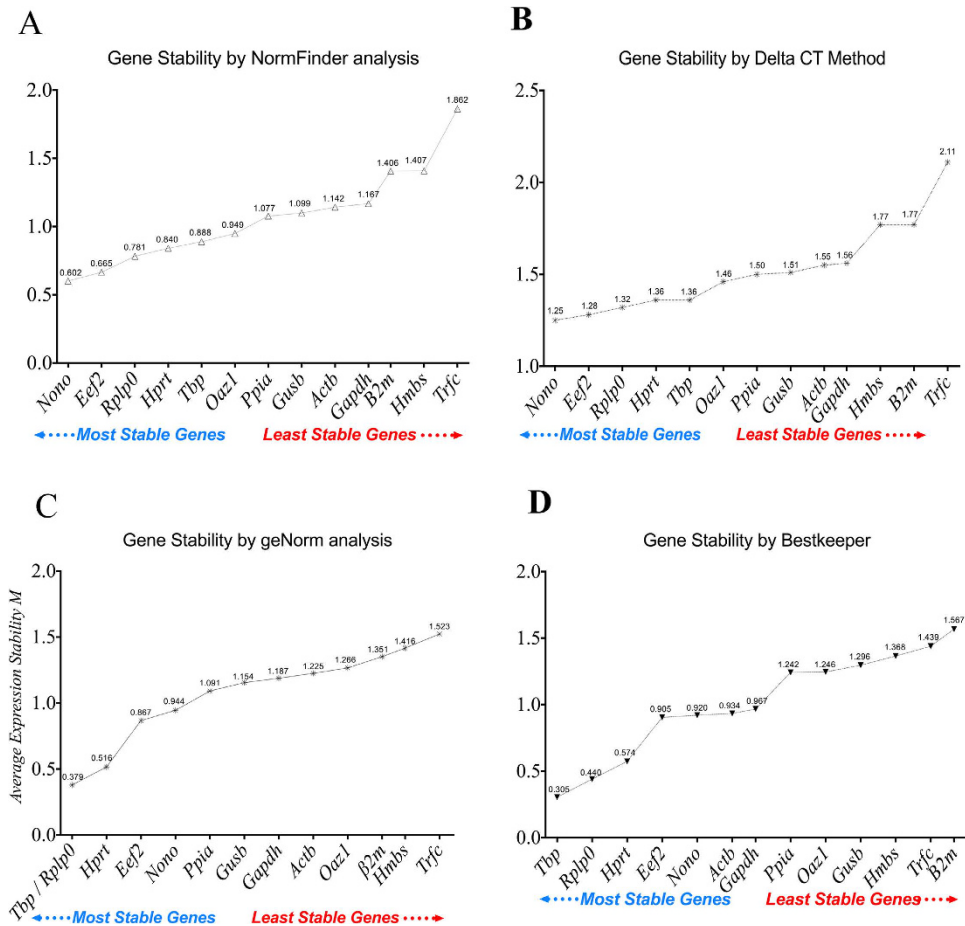 A
Gene Stability by NormFinder analysis
2.0
1.5
1.0
0.5
0.0
0.602
0.665
0.781
0.840
0.888
0.949
1.077
1.099
1.142
1.167
1.406
1.407
1.862
Nono
Eef2
Rplp0
Hprt
Tbp
Oaz1
Ppia
Gusb
Actb
Gapdh
B2m
Hmbs
Trfc
Most Stable Genes
Least Stable Genes
B
Gene Stability by Delta CT Method
2.5
2.0
1.5
1.0
1.25
1.28
1.32
1.36
1.36
1.46
1.50
1.51
1.55
1.56
1.77
1.77
2.11
Nono
Eef2
Rplp0
Hprt
Tbp
Oaz1
Ppia
Gusb
Actb
Gapdh
Hmbs
B2m
Trfc
Most Stable Genes
Least Stable Genes
C
Gene Stability by geNorm analysis
Average Expression Stability M
2.0
1.5
1.0
0.5
0.0
0.379
0.516
0.867
0.944
1.091
1.154
1.187
1.225
1.266
1.351
1.416
1.523
Tbp / Rplp0
Hprt
Eef2
Nono
Ppia
Gusb
Gapdh
Actb
Oaz1
β2m
Hmbs
Trfc
Most Stable Genes
Least Stable Genes
D
Gene Stability by Bestkeeper
2.0
1.5
1.0
0.5
0.0
0.305
0.440
0.574
0.905
0.920
0.934
0.967
1.242
1.246
1.296
1.368
1.439
1.567
Tbp
Rplp0
Hprt
Eef2
Nono
Actb
Gapdh
Ppia
Oaz1
Gusb
Hmbs
Trfc
B2m
Most Stable Genes
Least Stable Genes